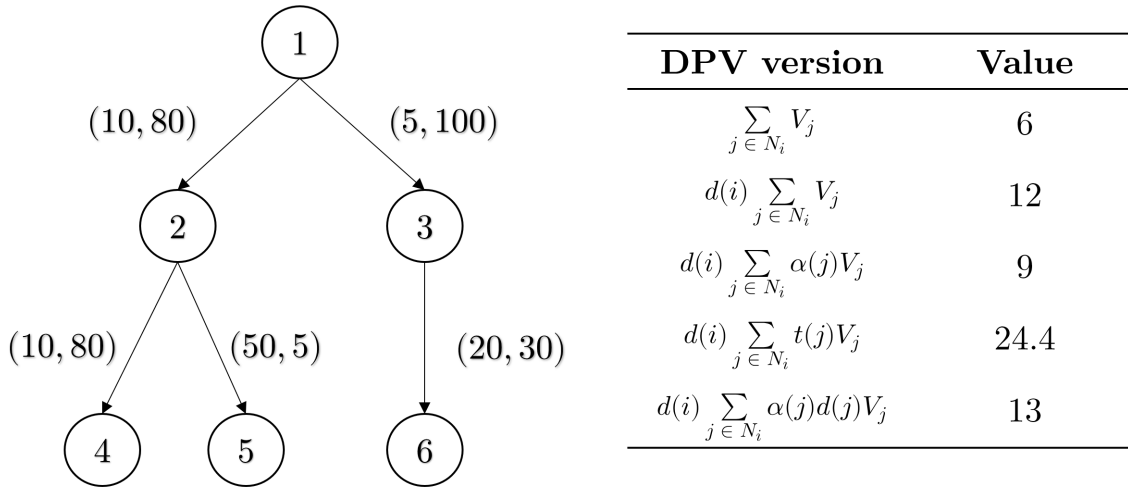 1
(10, 80)
(5, 100)
2
3
(10, 80)
(50, 5)
(20, 30)
4
5
6
DPV version Value
∑_{j ∈ N_i} V_j 6
d(i) ∑_{j ∈ N_i} V_j 12
d(i) ∑_{j ∈ N_i} α(j)V_j 9
d(i) ∑_{j ∈ N_i} t(j)V_j 24.4
d(i) ∑_{j ∈ N_i} α(j)d(j)V_j 13